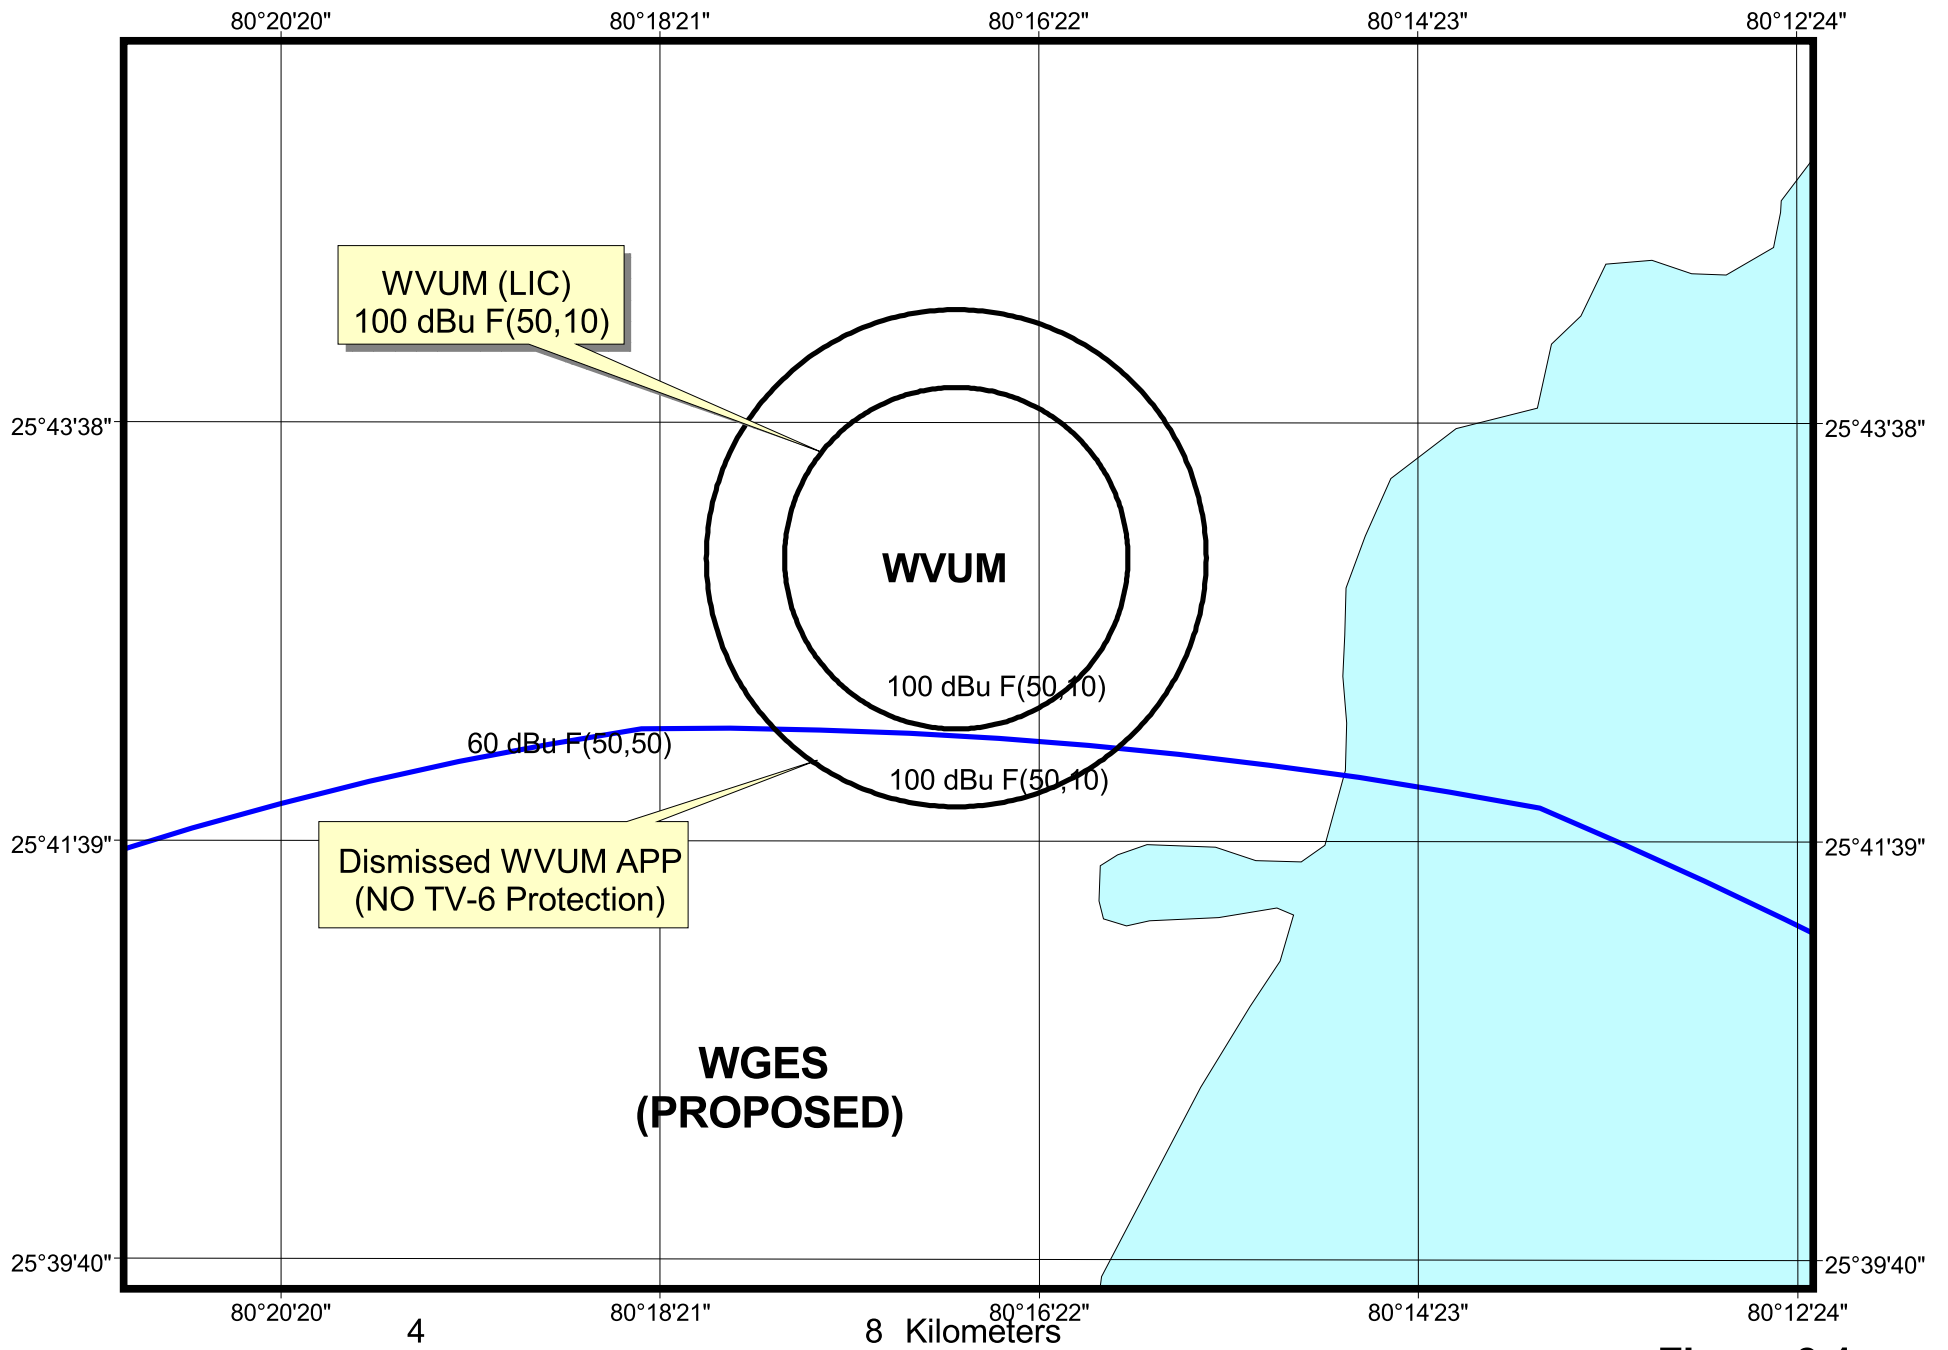 80°20'20" 80°18'21" 80°16'22" 80°14'23" 80°12'24"
WVUM (LIC)
100 dBu F(50,10)
25°43'38" 25°43'38"
WVUM
100 dBu F(50,10)
60 dBu F(50,50)
100 dBu F(50,10)
25°41'39" 25°41'39"
Dismissed WVUM APP
(NO TV-6 Protection)
WGES
(PROPOSED)
25°39'40" 25°39'40"
80°20'20" 80°18'21" 80°16'22" 80°14'23" 80°12'24"
4 8 Kilometers